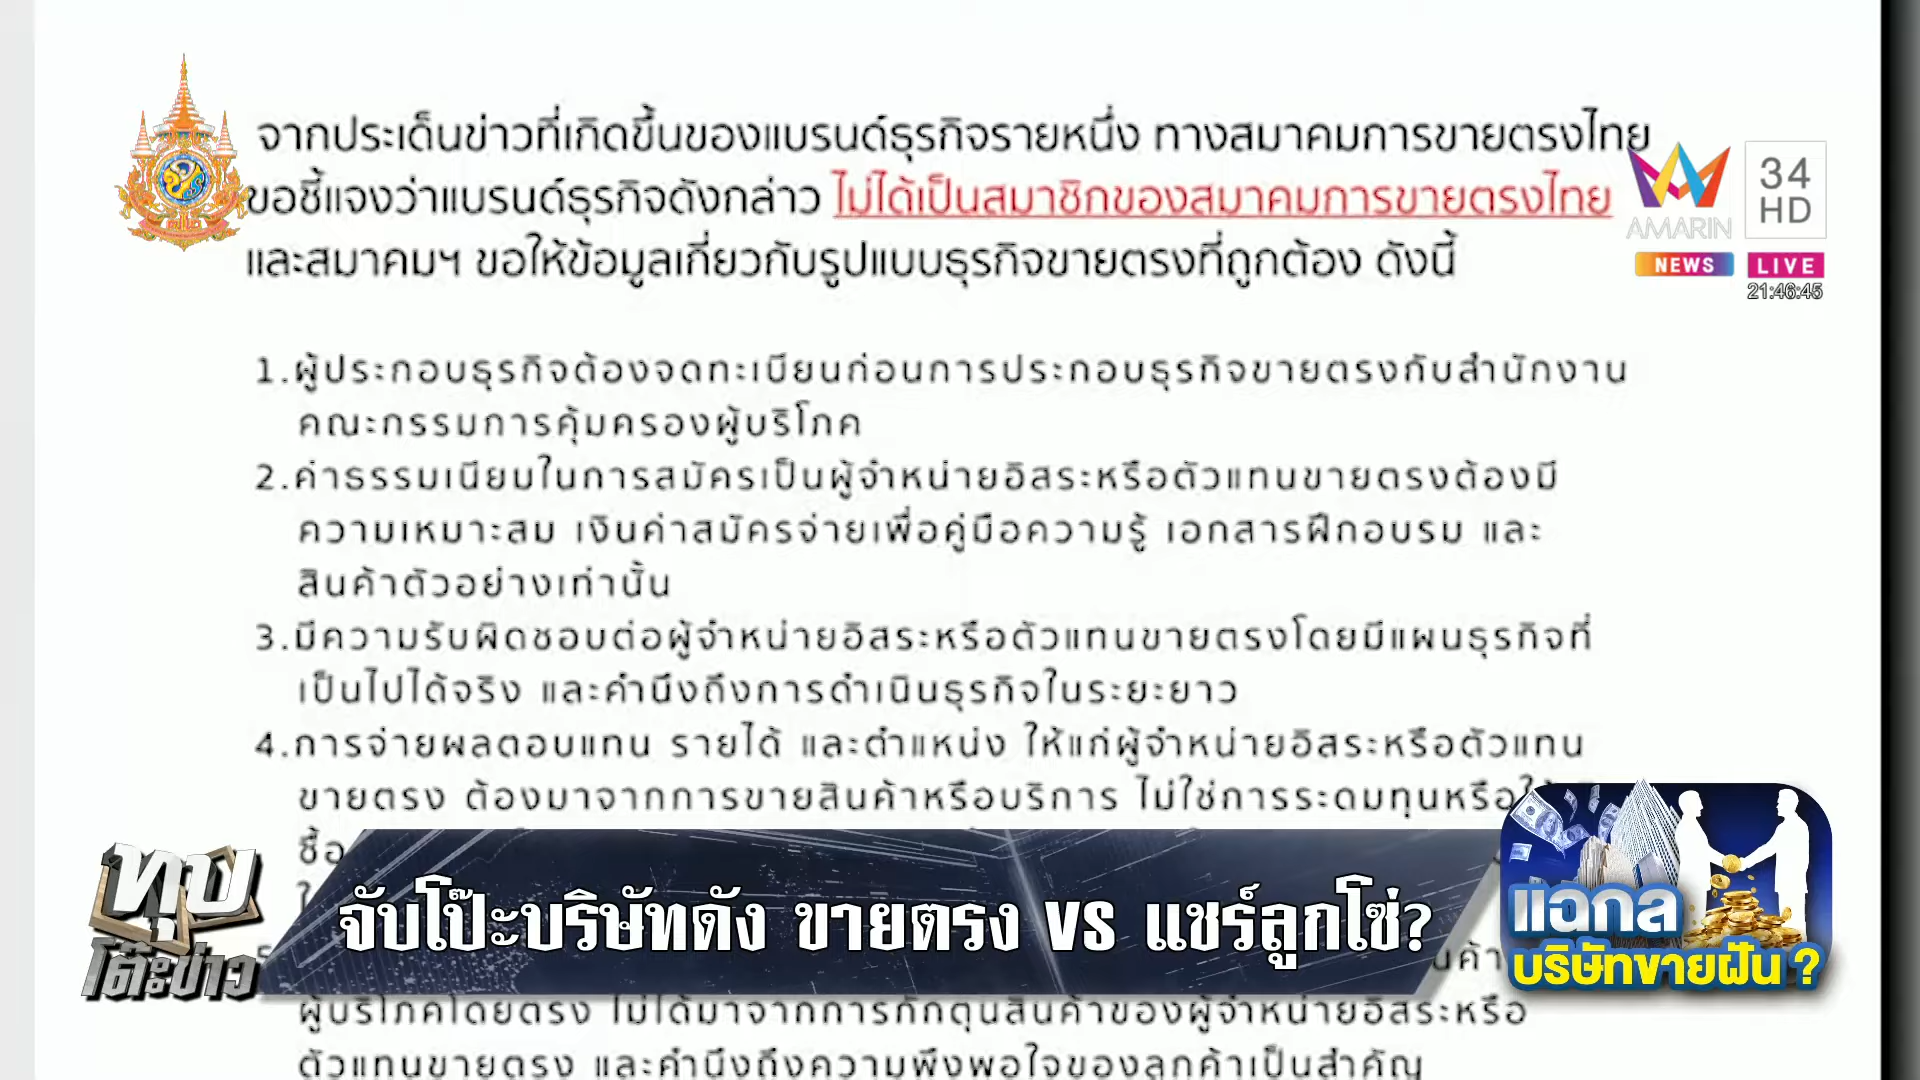 จากประเด็นข่าวที่เกิดขึ้นของแบรนด์ธุรกิจรายหนึ่ง ทางสมาคมการขายตรงไทย
ขอชี้แจงว่าแบรนด์ธุรกิจดังกล่าว ไม่ได้เป็นสมาชิกของสมาคมการขายตรงไทย
และสมาคมฯ ขอให้ข้อมูลเกี่ยวกับรูปแบบธุรกิจขายตรงที่ถูกต้อง ดังนี้
AMARIN
34
HD
NEWS
LIVE
21:46:45
1.ผู้ประกอบธุรกิจต้องจดทะเบียนก่อนการประกอบธุรกิจขายตรงกับสำนักงาน
คณะกรรมการคุ้มครองผู้บริโภค
2.ค่าธรรมเนียมในการสมัครเป็นผู้จำหน่ายอิสระหรือตัวแทนขายตรงต้องมี
ความเหมาะสม เงินค่าสมัครจ่ายเพื่อคู่มือความรู้ เอกสารฝึกอบรม และ
สินค้าตัวอย่างเท่านั้น
3.มีความรับผิดชอบต่อผู้จำหน่ายอิสระหรือตัวแทนขายตรงโดยมีแผนธุรกิจที่
เป็นไปได้จริง และคำนึงถึงการดำเนินธุรกิจในระยะยาว
4.การจ่ายผลตอบแทน รายได้ และตำแหน่ง ให้แก่ผู้จำหน่ายอิสระหรือตัวแทน
ขายตรง ต้องมาจากการขายสินค้าหรือบริการ ไม่ใช่การระดมทุนหรือ
ซื้อ
ทุบ
โต๊ะข่าว
จับโป๊ะบริษัทดัง ขายตรง VS แชร์ลูกโซ่?
แฉกล
บริษัทขายฝัน ?
ผู้บริโภคโดยตรง ไม่ได้มาจากการกักตุนสินค้าของผู้จำหน่ายอิสระหรือ
ตัวแทนขายตรง และคำนึงถึงความพึงพอใจของลูกค้าเป็นสำคัญ